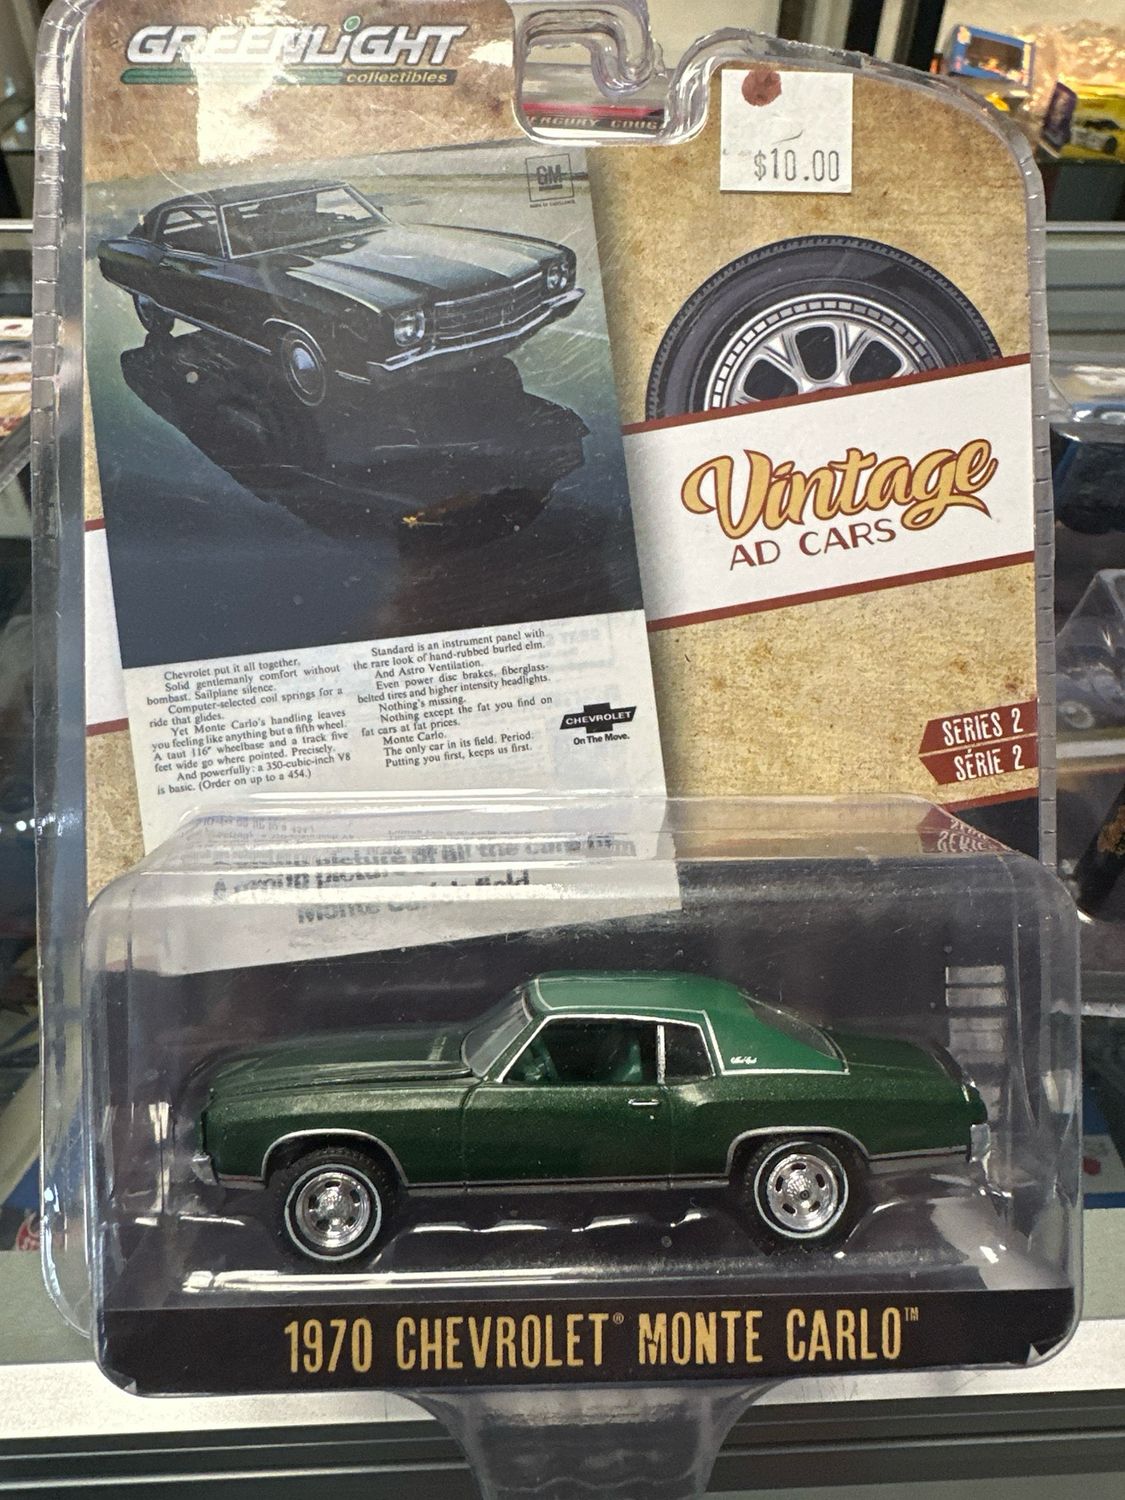 GREENLiGHT
collectibles
ERCURY COUG
$10.00
GM
MARK OF EXCELLENCE
Vintage
AD CARS
Chevrolet put it all together.
Solid gentlemanly comfort without
bombast. Sailplane silence.
Computer-selected coil springs for a
ride that glides.
Yet Monte Carlo's handling leaves
you feeling like anything but a fifth wheel.
A taut 116" wheelbase and a track five
feet wide go where pointed. Precisely.
And powerfully: a 350-cubic-inch V8
is basic. (Order on up to a 454.)
Standard is an instrument panel with
the rare look of hand-rubbed burled elm.
And Astro Ventilation.
Even power disc brakes, fiberglass-
belted tires and higher intensity headlights.
Nothing's missing.
Nothing except the fat you find on
fat cars at fat prices.
Monte Carlo.
The only car in its field. Period.
Putting you first, keeps us first.
CHEVROLET
On The Move.
SERIES 2
SÉRIE 2
Monte Carlo
1970 CHEVROLET® MONTE CARLO™